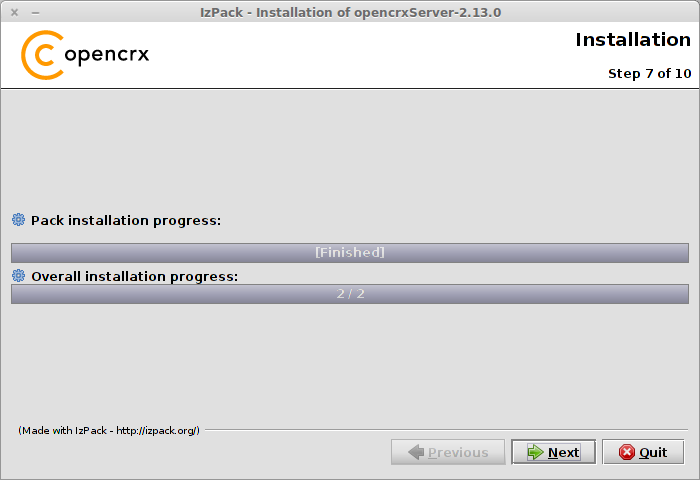 IzPack - Installation of opencrxServer-2.13.0
opencrx
Installation
Step 7 of 10
Pack installation progress:
[Finished]
Overall installation progress:
2 / 2
(Made with IzPack - http://izpack.org/)
Previous
Next
Quit